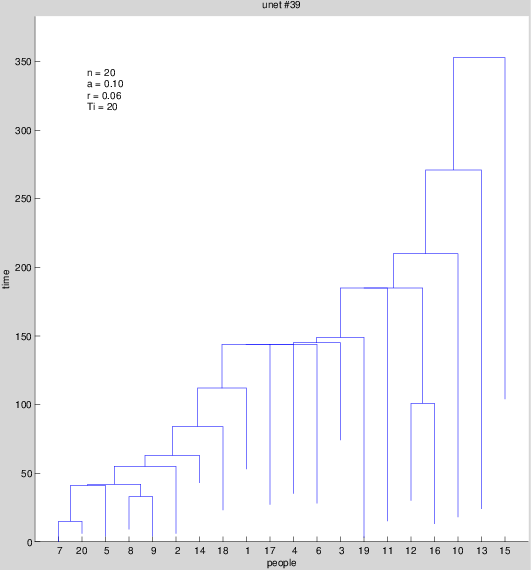 unet #39
n = 20
a = 0.10
r = 0.06
Ti = 20
350
300
250
200
150
100
50
0
time
7 20 5 8 9 2 14 18 1 17 4 6 3 19 11 12 16 10 13 15
people